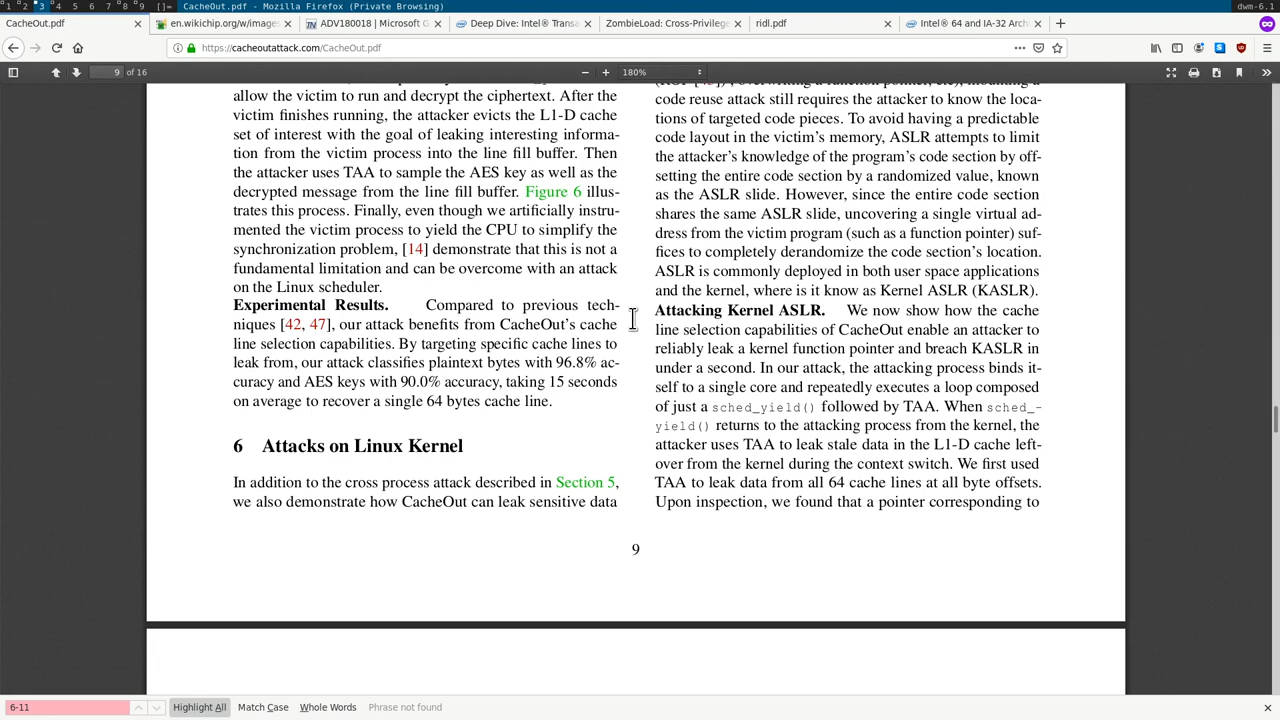 1 2 3 4 5 6 7 8 9 []= CacheOut.pdf - Mozilla Firefox (Private Browsing) dwm-6.1
CacheOut.pdf × en.wikichip.org/w/images × ADV180018 | Microsoft G × Deep Dive: Intel® Transa × ZombieLoad: Cross-Privilege × ridl.pdf × Intel® 64 and IA-32 Arch × +
https://cacheoutattack.com/CacheOut.pdf
9 of 16 180%
allow the victim to run and decrypt the ciphertext. After the
victim finishes running, the attacker evicts the L1-D cache
set of interest with the goal of leaking interesting informa-
tion from the victim process into the line fill buffer. Then
the attacker uses TAA to sample the AES key as well as the
decrypted message from the line fill buffer. Figure 6 illus-
trates this process. Finally, even though we artificially instru-
mented the victim process to yield the CPU to simplify the
synchronization problem, [14] demonstrate that this is not a
fundamental limitation and can be overcome with an attack
on the Linux scheduler.
Experimental Results. Compared to previous tech-
niques [42, 47], our attack benefits from CacheOut's cache
line selection capabilities. By targeting specific cache lines to
leak from, our attack classifies plaintext bytes with 96.8% ac-
curacy and AES keys with 90.0% accuracy, taking 15 seconds
on average to recover a single 64 bytes cache line.
6 Attacks on Linux Kernel
In addition to the cross process attack described in Section 5,
we also demonstrate how CacheOut can leak sensitive data
code reuse attack still requires the attacker to know the loca-
tions of targeted code pieces. To avoid having a predictable
code layout in the victim's memory, ASLR attempts to limit
the attacker's knowledge of the program's code section by off-
setting the entire code section by a randomized value, known
as the ASLR slide. However, since the entire code section
shares the same ASLR slide, uncovering a single virtual ad-
dress from the victim program (such as a function pointer) suf-
fices to completely derandomize the code section's location.
ASLR is commonly deployed in both user space applications
and the kernel, where is it know as Kernel ASLR (KASLR).
Attacking Kernel ASLR. We now show how the cache
line selection capabilities of CacheOut enable an attacker to
reliably leak a kernel function pointer and breach KASLR in
under a second. In our attack, the attacking process binds it-
self to a single core and repeatedly executes a loop composed
of just a sched_yield() followed by TAA. When sched_-
yield() returns to the attacking process from the kernel, the
attacker uses TAA to leak stale data in the L1-D cache left-
over from the kernel during the context switch. We first used
TAA to leak data from all 64 cache lines at all byte offsets.
Upon inspection, we found that a pointer corresponding to
9
6-11 Highlight All Match Case Whole Words Phrase not found